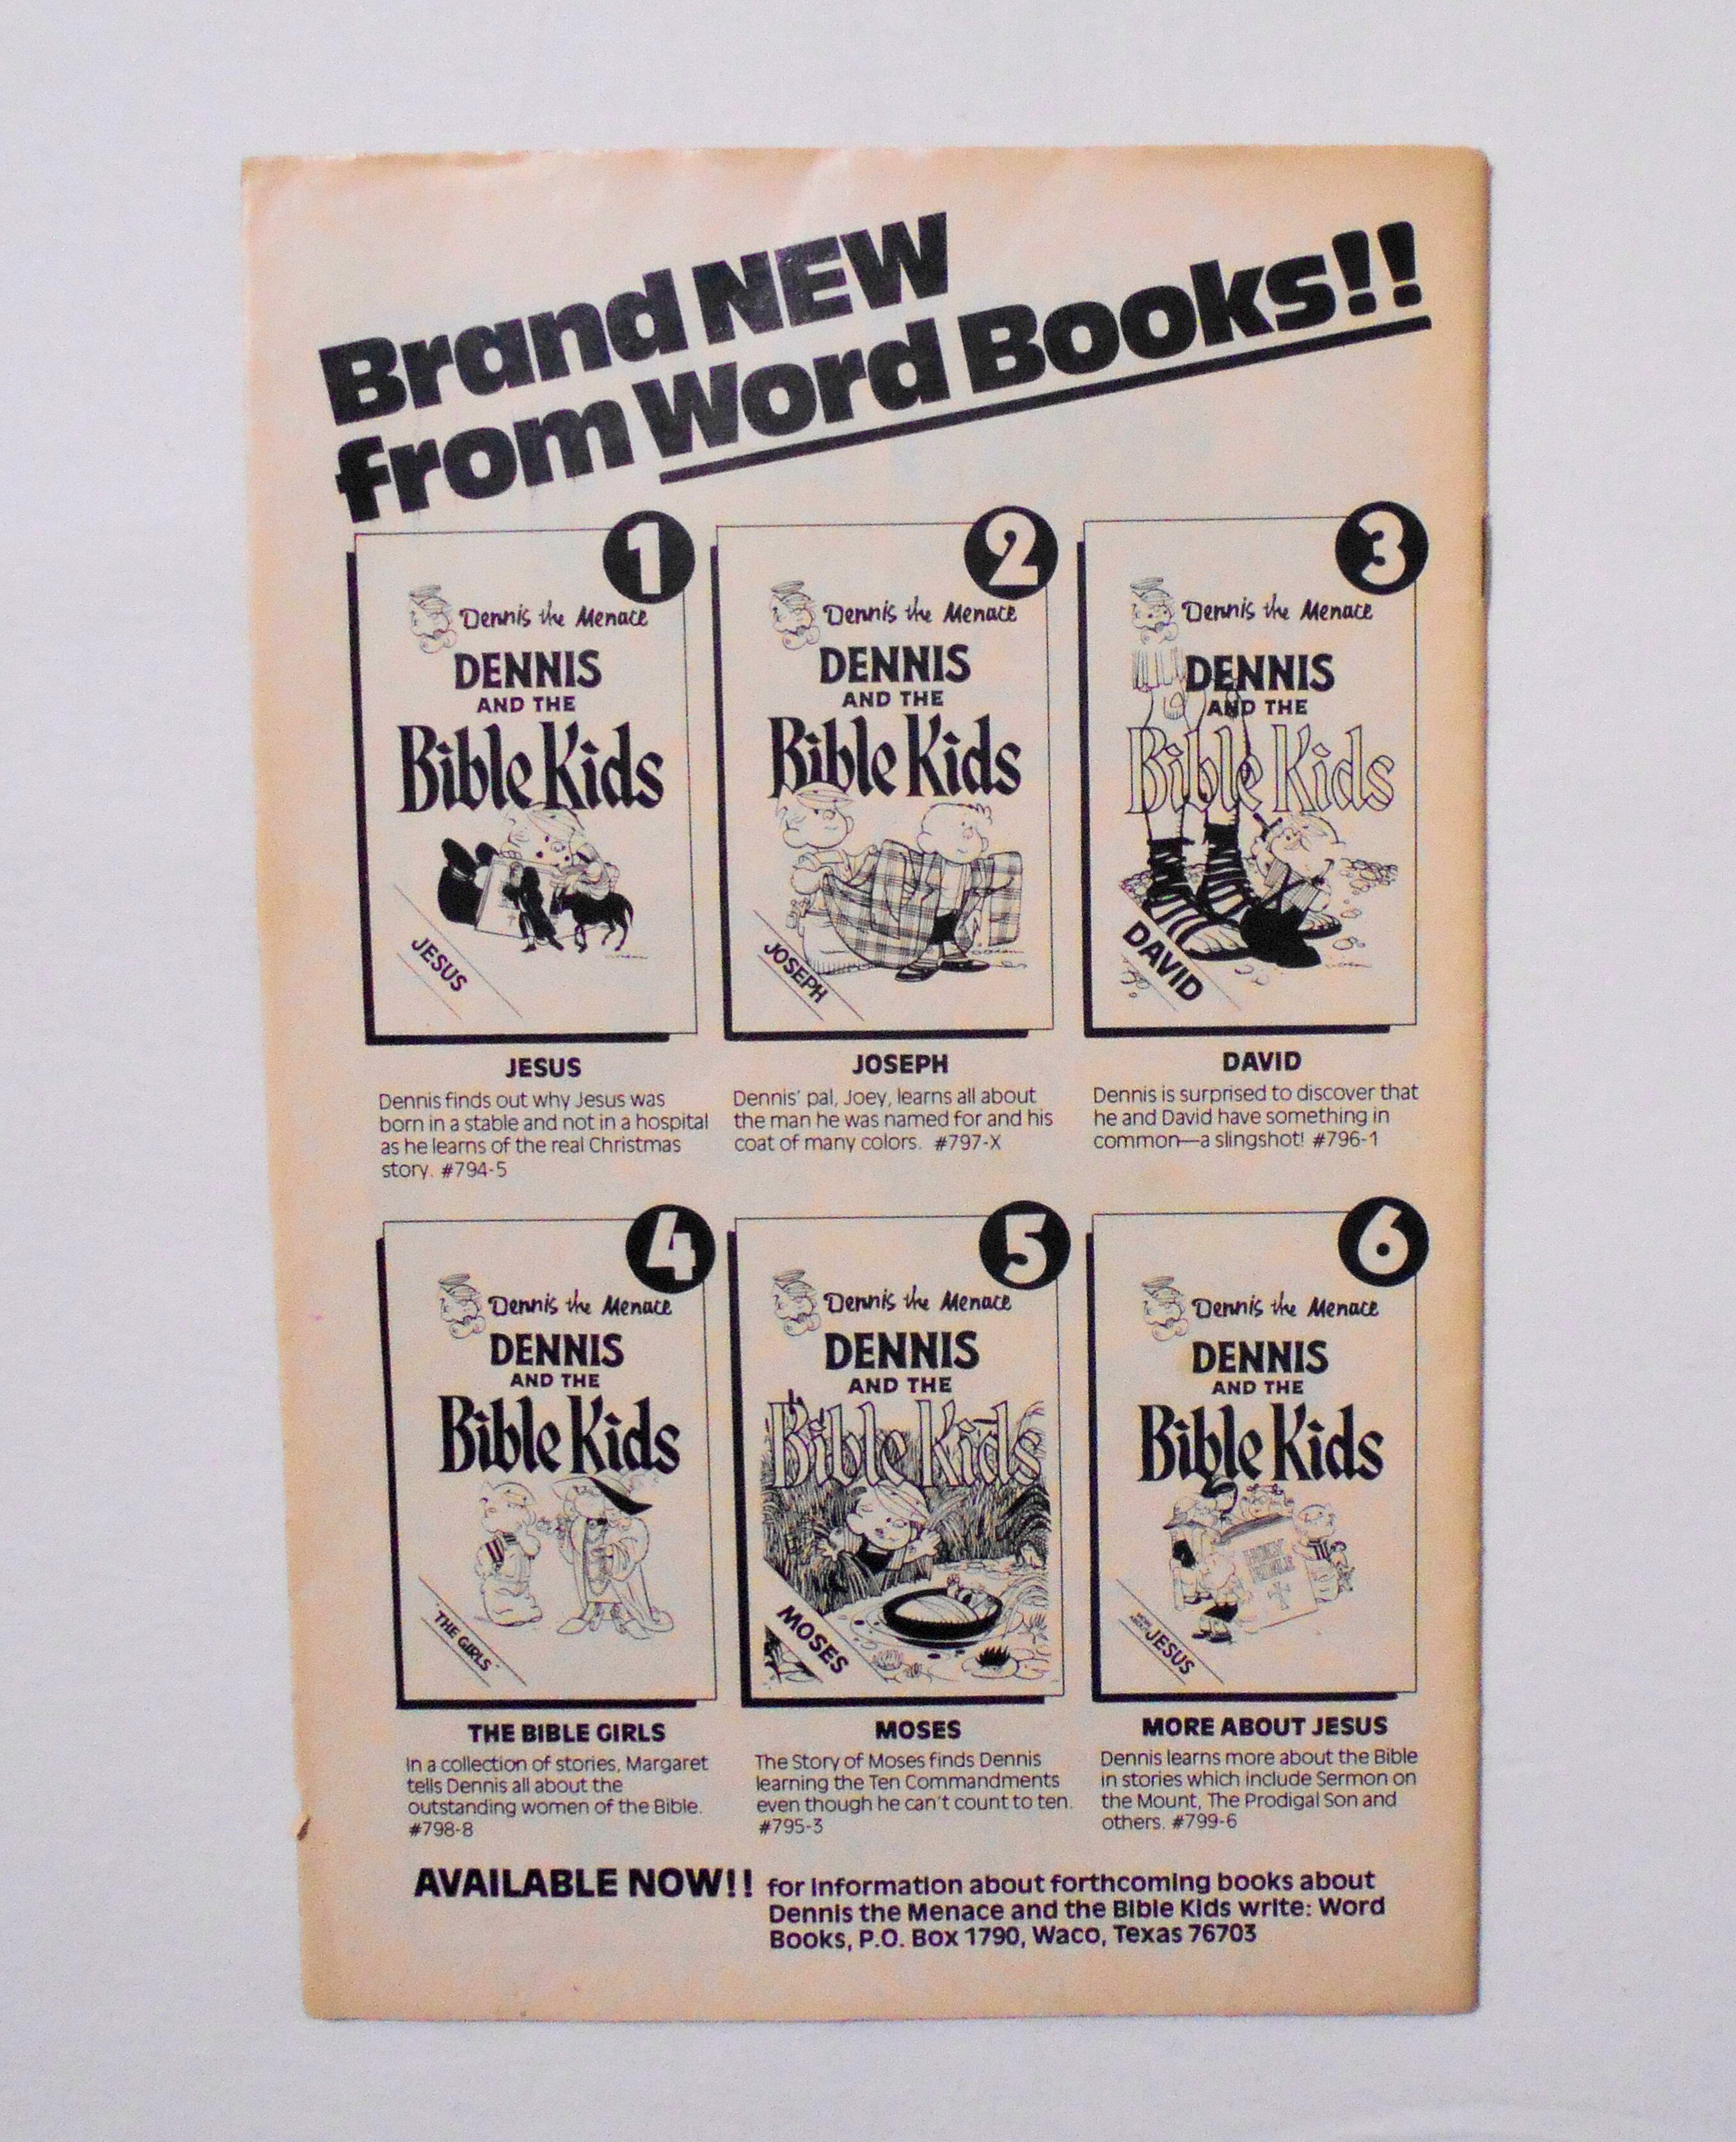 Brand NEW
from Word Books!!
1
Dennis the Menace
DENNIS
AND THE
Bible Kids
JESUS
JESUS
Dennis finds out why Jesus was
born in a stable and not in a hospital
as he learns of the real Christmas
story. #794-5
2
Dennis the Menace
DENNIS
AND THE
Bible Kids
JOSEPH
JOSEPH
Dennis' pal, Joey, learns all about
the man he was named for and his
coat of many colors. #797-X
3
Dennis the Menace
DENNIS
AND THE
Bible Kids
DAVID
DAVID
Dennis is surprised to discover that
he and David have something in
common—a slingshot! #796-1
4
Dennis the Menace
DENNIS
AND THE
Bible Kids
THE GIRLS
THE BIBLE GIRLS
In a collection of stories, Margaret
tells Dennis all about the
outstanding women of the Bible.
#798-8
5
Dennis the Menace
DENNIS
AND THE
Bible Kids
MOSES
MOSES
The Story of Moses finds Dennis
learning the Ten Commandments
even though he can't count to ten.
#795-3
6
Dennis the Menace
DENNIS
AND THE
Bible Kids
HOLY
BIBLE
JESUS
MORE ABOUT JESUS
Dennis learns more about the Bible
in stories which include Sermon on
the Mount, The Prodigal Son and
others. #799-6
AVAILABLE NOW!! for information about forthcoming books about
Dennis the Menace and the Bible Kids write: Word
Books, P.O. Box 1790, Waco, Texas 76703